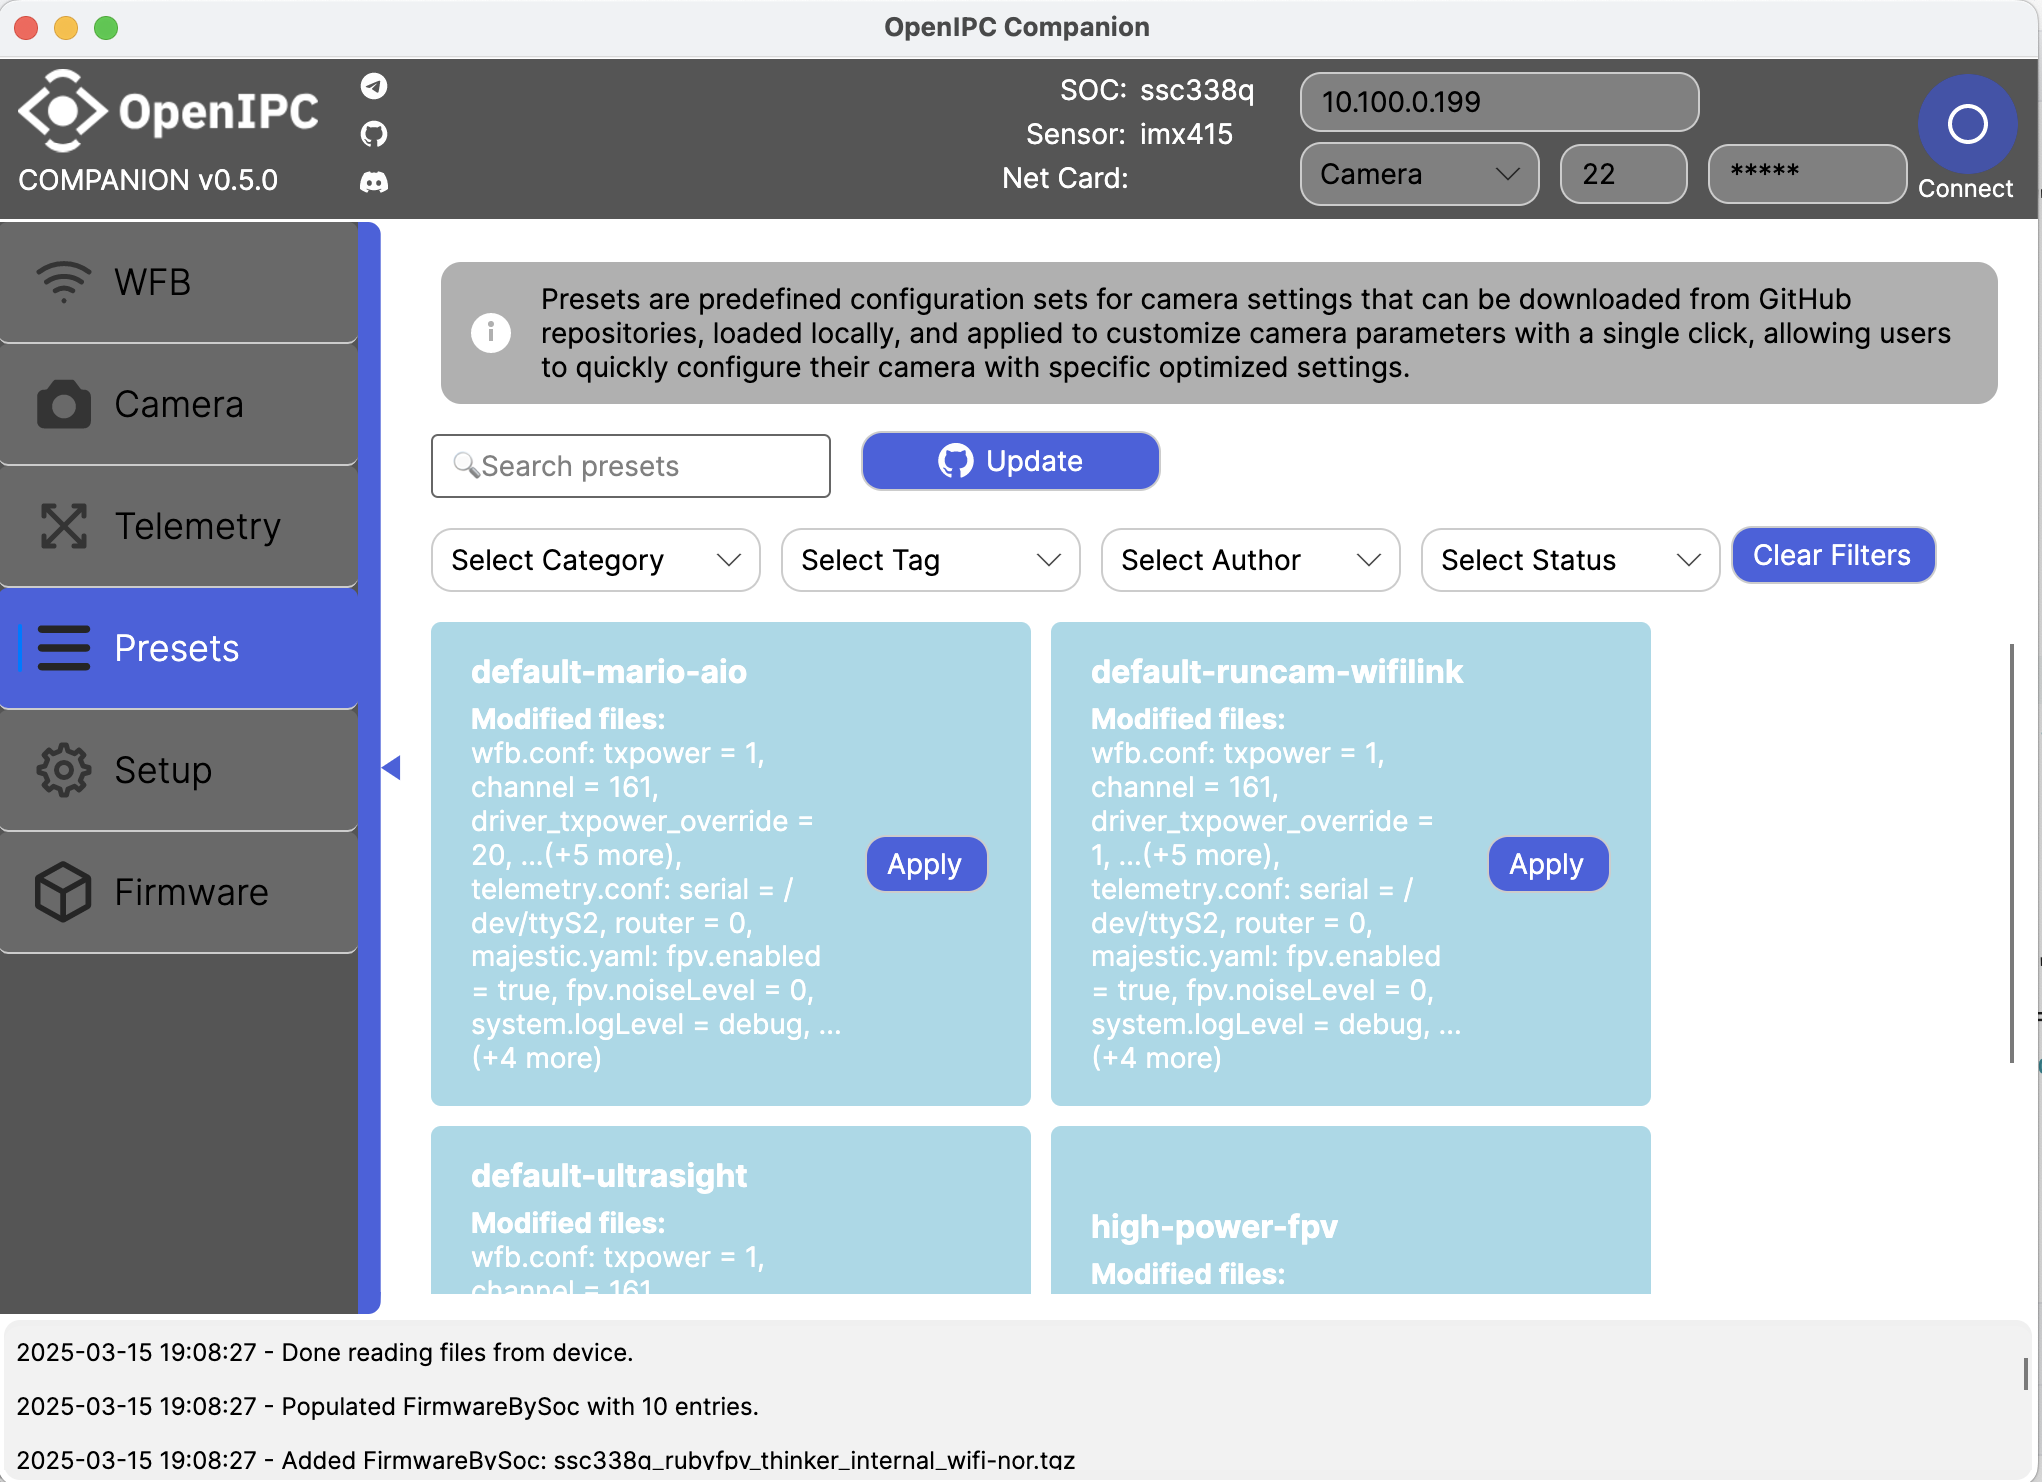 OpenIPC Companion
OpenIPC
COMPANION v0.5.0
SOC: ssc338q
Sensor: imx415
Net Card:
10.100.0.199
Camera
22
*****
Connect
WFB
Camera
Telemetry
Presets
Setup
Firmware
Presets are predefined configuration sets for camera settings that can be downloaded from GitHub
repositories, loaded locally, and applied to customize camera parameters with a single click, allowing users
to quickly configure their camera with specific optimized settings.
Search presets
Update
Select Category
Select Tag
Select Author
Select Status
Clear Filters
default-mario-aio
Modified files:
wfb.conf: txpower = 1,
channel = 161,
driver_txpower_override =
20, ...(+5 more),
telemetry.conf: serial = /
dev/ttyS2, router = 0,
majestic.yaml: fpv.enabled
= true, fpv.noiseLevel = 0,
system.logLevel = debug, ...
(+4 more)
Apply
default-runcam-wifilink
Modified files:
wfb.conf: txpower = 1,
channel = 161,
driver_txpower_override =
1, ...(+5 more),
telemetry.conf: serial = /
dev/ttyS2, router = 0,
majestic.yaml: fpv.enabled
= true, fpv.noiseLevel = 0,
system.logLevel = debug, ...
(+4 more)
Apply
default-ultrasight
Modified files:
wfb.conf: txpower = 1,
channel = 161
high-power-fpv
Modified files:
2025-03-15 19:08:27 - Done reading files from device.
2025-03-15 19:08:27 - Populated FirmwareBySoc with 10 entries.
2025-03-15 19:08:27 - Added FirmwareBySoc: ssc338q_rubyfpv_thinker_internal_wifi-nor.tgz